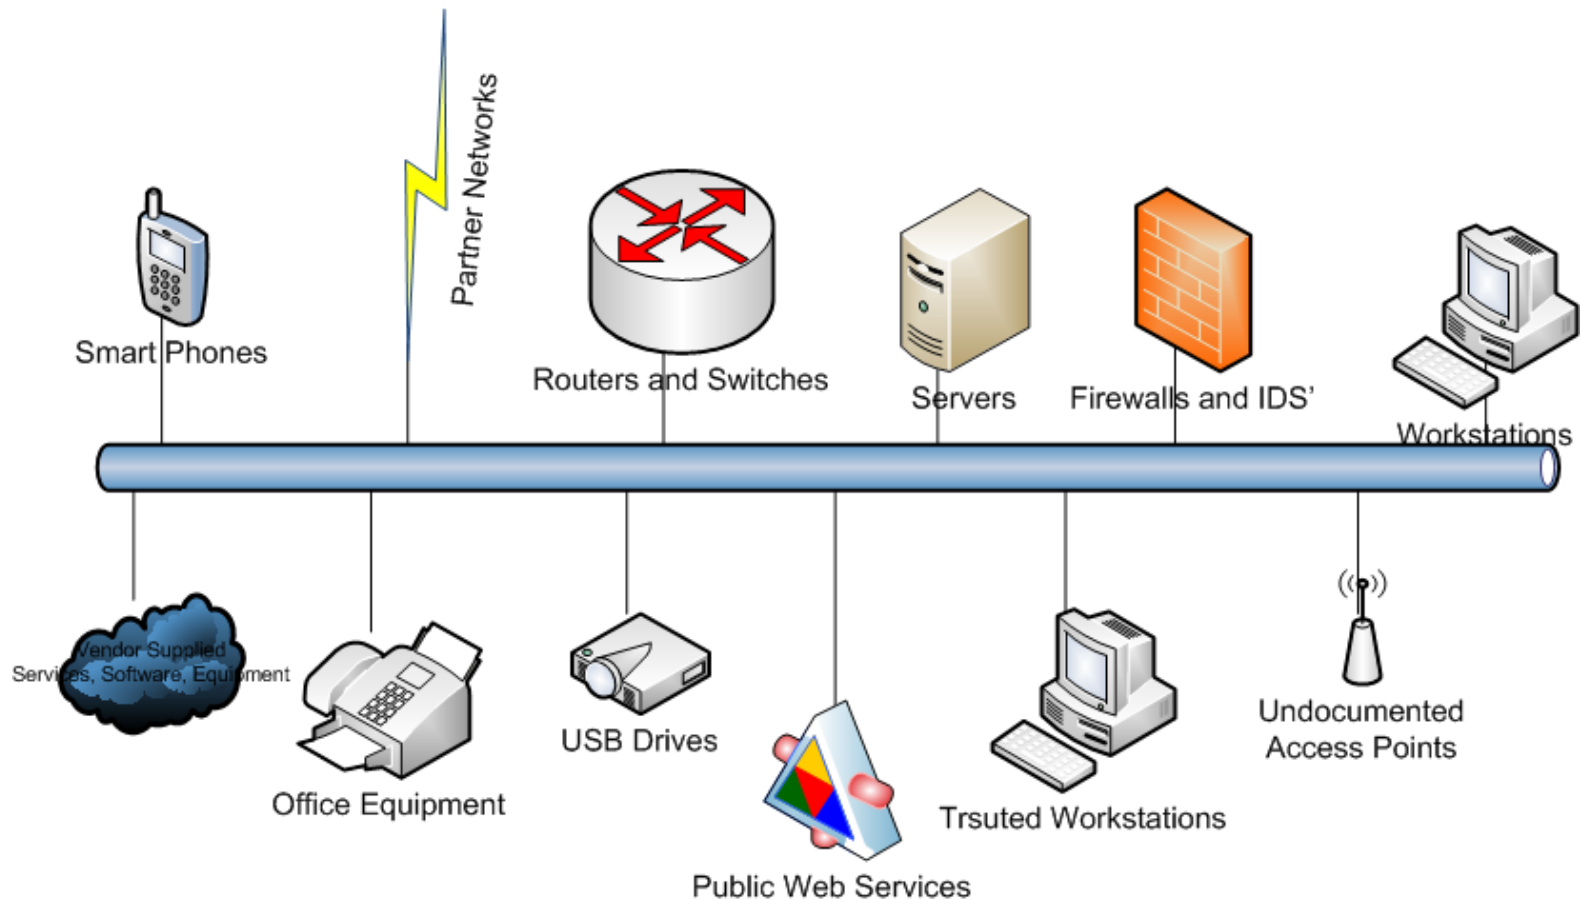 Partner Networks
Smart Phones
Routers and Switches
Servers
Firewalls and IDS’
Workstations
Vendor Supplied
Services, Software, Equipment
Office Equipment
USB Drives
Public Web Services
Trsuted Workstations
Undocumented
Access Points